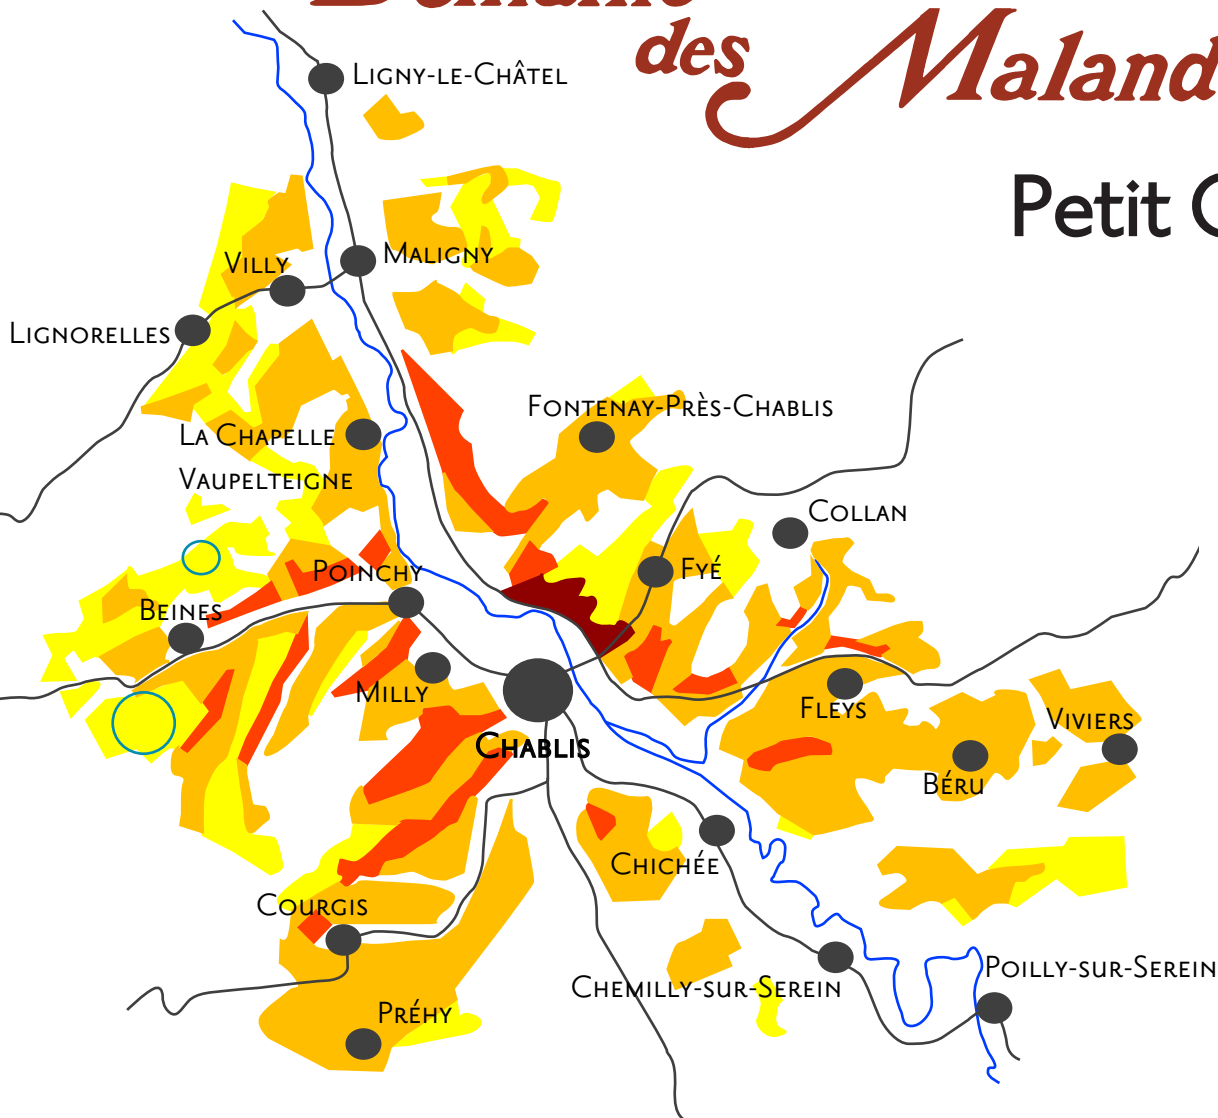 des Maland
Petit
Ligny-le-Châtel
Maligny
Villy
Lignorelles
Fontenay-Près-Chablis
La Chapelle
Vaupelteigne
Collan
Poinchy
Fyé
Beines
Milly
Fleys
Viviers
Chablis
Béru
Chichée
Courgis
Chemilly-sur-Serein
Poilly-sur-Serein
Préhy